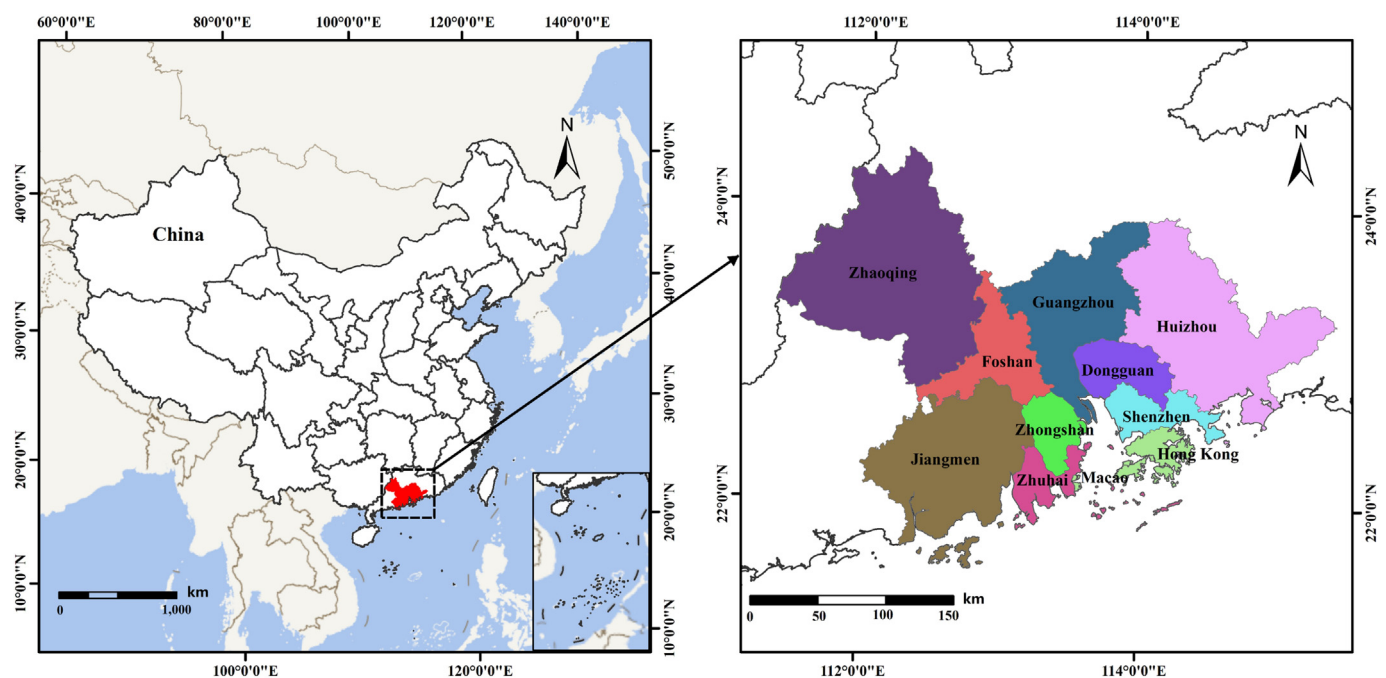 60°0'0"E 80°0'0"E 100°0'0"E 120°0'0"E 140°0'0"E
N
50°0'0"N
40°0'0"N
40°0'0"N
China
30°0'0"N
30°0'0"N
20°0'0"N
20°0'0"N
10°0'0"N
10°0'0"N
km
0 1,000
100°0'0"E 120°0'0"E
112°0'0"E 114°0'0"E
N
24°0'0"N
24°0'0"N
Zhaoqing
Guangzhou
Huizhou
Foshan
Dongguan
Shenzhen
Zhongshan
Hong Kong
Jiangmen
Zhuhai
Macao
22°0'0"N
22°0'0"N
km
0 50 100 150
112°0'0"E 114°0'0"E